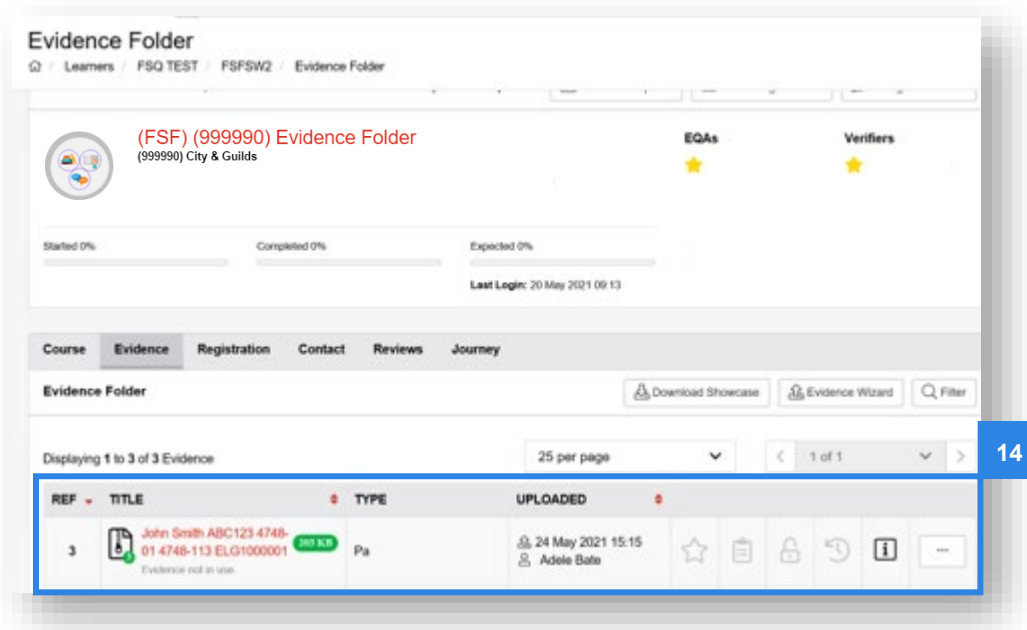 Evidence Folder
Learners / FSQ TEST / FSFSW2 / Evidence Folder
(FSF) (999990) Evidence Folder
(999990) City & Guilds
EQAs
Verifiers
Started 0%
Completed 0%
Expected 0%
Last Login: 20 May 2021 09:13
Course Evidence Registration Contact Reviews Journey
Evidence Folder
Download Showcase
Evidence Wizard
Filter
Displaying 1 to 3 of 3 Evidence
25 per page
< 1 of 1 >
14
REF TITLE TYPE UPLOADED
3
John Smith ABC123 4748-
01 4748-113 ELG1000001
Evidence not in use.
Pa
24 May 2021 15:15
Adele Bate
...